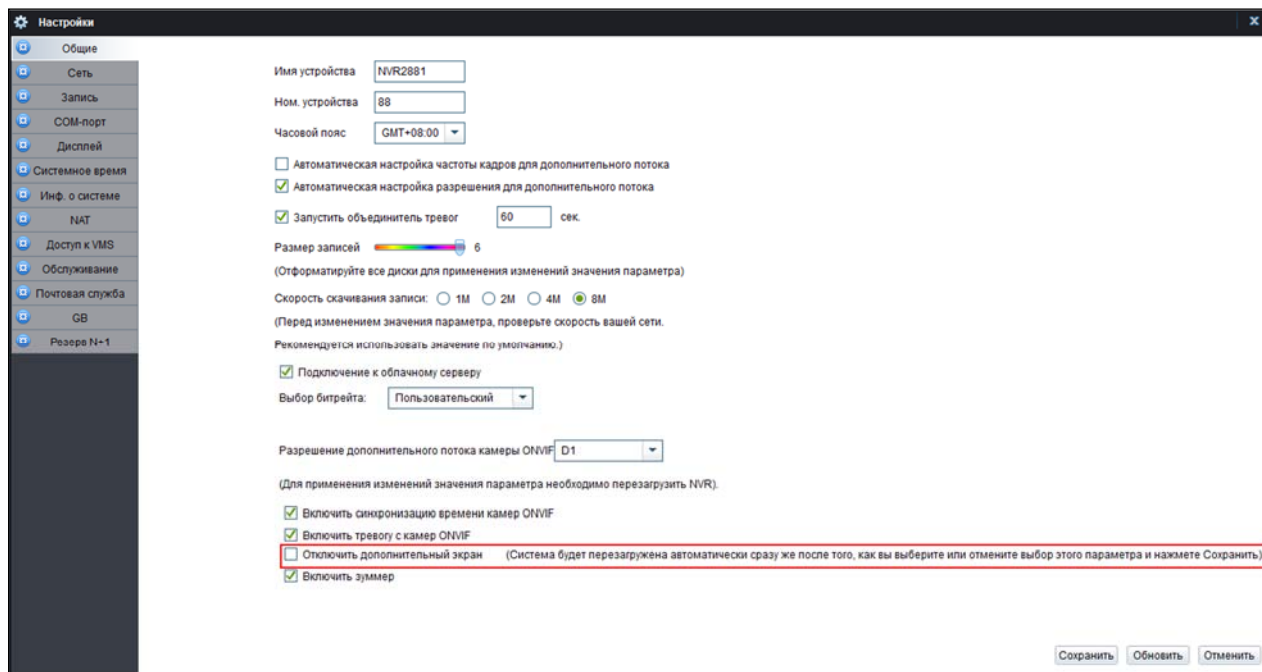 Настройки
Общие
Сеть
Запись
COM-порт
Дисплей
Системное время
Инф. о системе
NAT
Доступ к VMS
Обслуживание
Почтовая служба
GB
Резерв N+1
Имя устройства NVR2881
Ном. устройства 88
Часовой пояс GMT+08:00
Автоматическая настройка частоты кадров для дополнительного потока
Автоматическая настройка разрешения для дополнительного потока
Запустить объединитель тревог 60 сек.
Размер записей 6
(Отформатируйте все диски для применения изменений значения параметра)
Скорость скачивания записи: 1M 2M 4M 8M
(Перед изменением значения параметра, проверьте скорость вашей сети.
Рекомендуется использовать значение по умолчанию.)
Подключение к облачному серверу
Выбор битрейта: Пользовательский
Разрешение дополнительного потока камеры ONVIF D1
(Для применения изменений значения параметра необходимо перезагрузить NVR).
Включить синхронизацию времени камер ONVIF
Включить тревогу с камер ONVIF
Отключить дополнительный экран (Система будет перезагружена автоматически сразу же после того, как вы выберите или отмените выбор этого параметра и нажмете Сохранить)
Включить зуммер
Сохранить Обновить Отменить